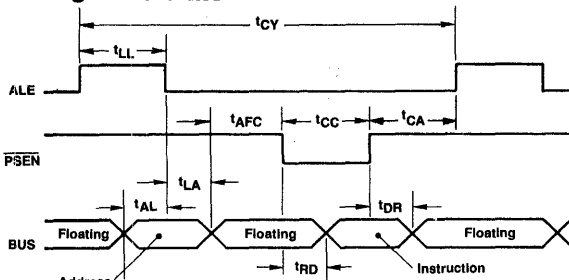 tCY
tLL
ALE
tAFC
tCC
tCA
PSEN
tLA
tAL
tDR
BUS
Floating
Floating
Floating
tRD
Instruction
Address